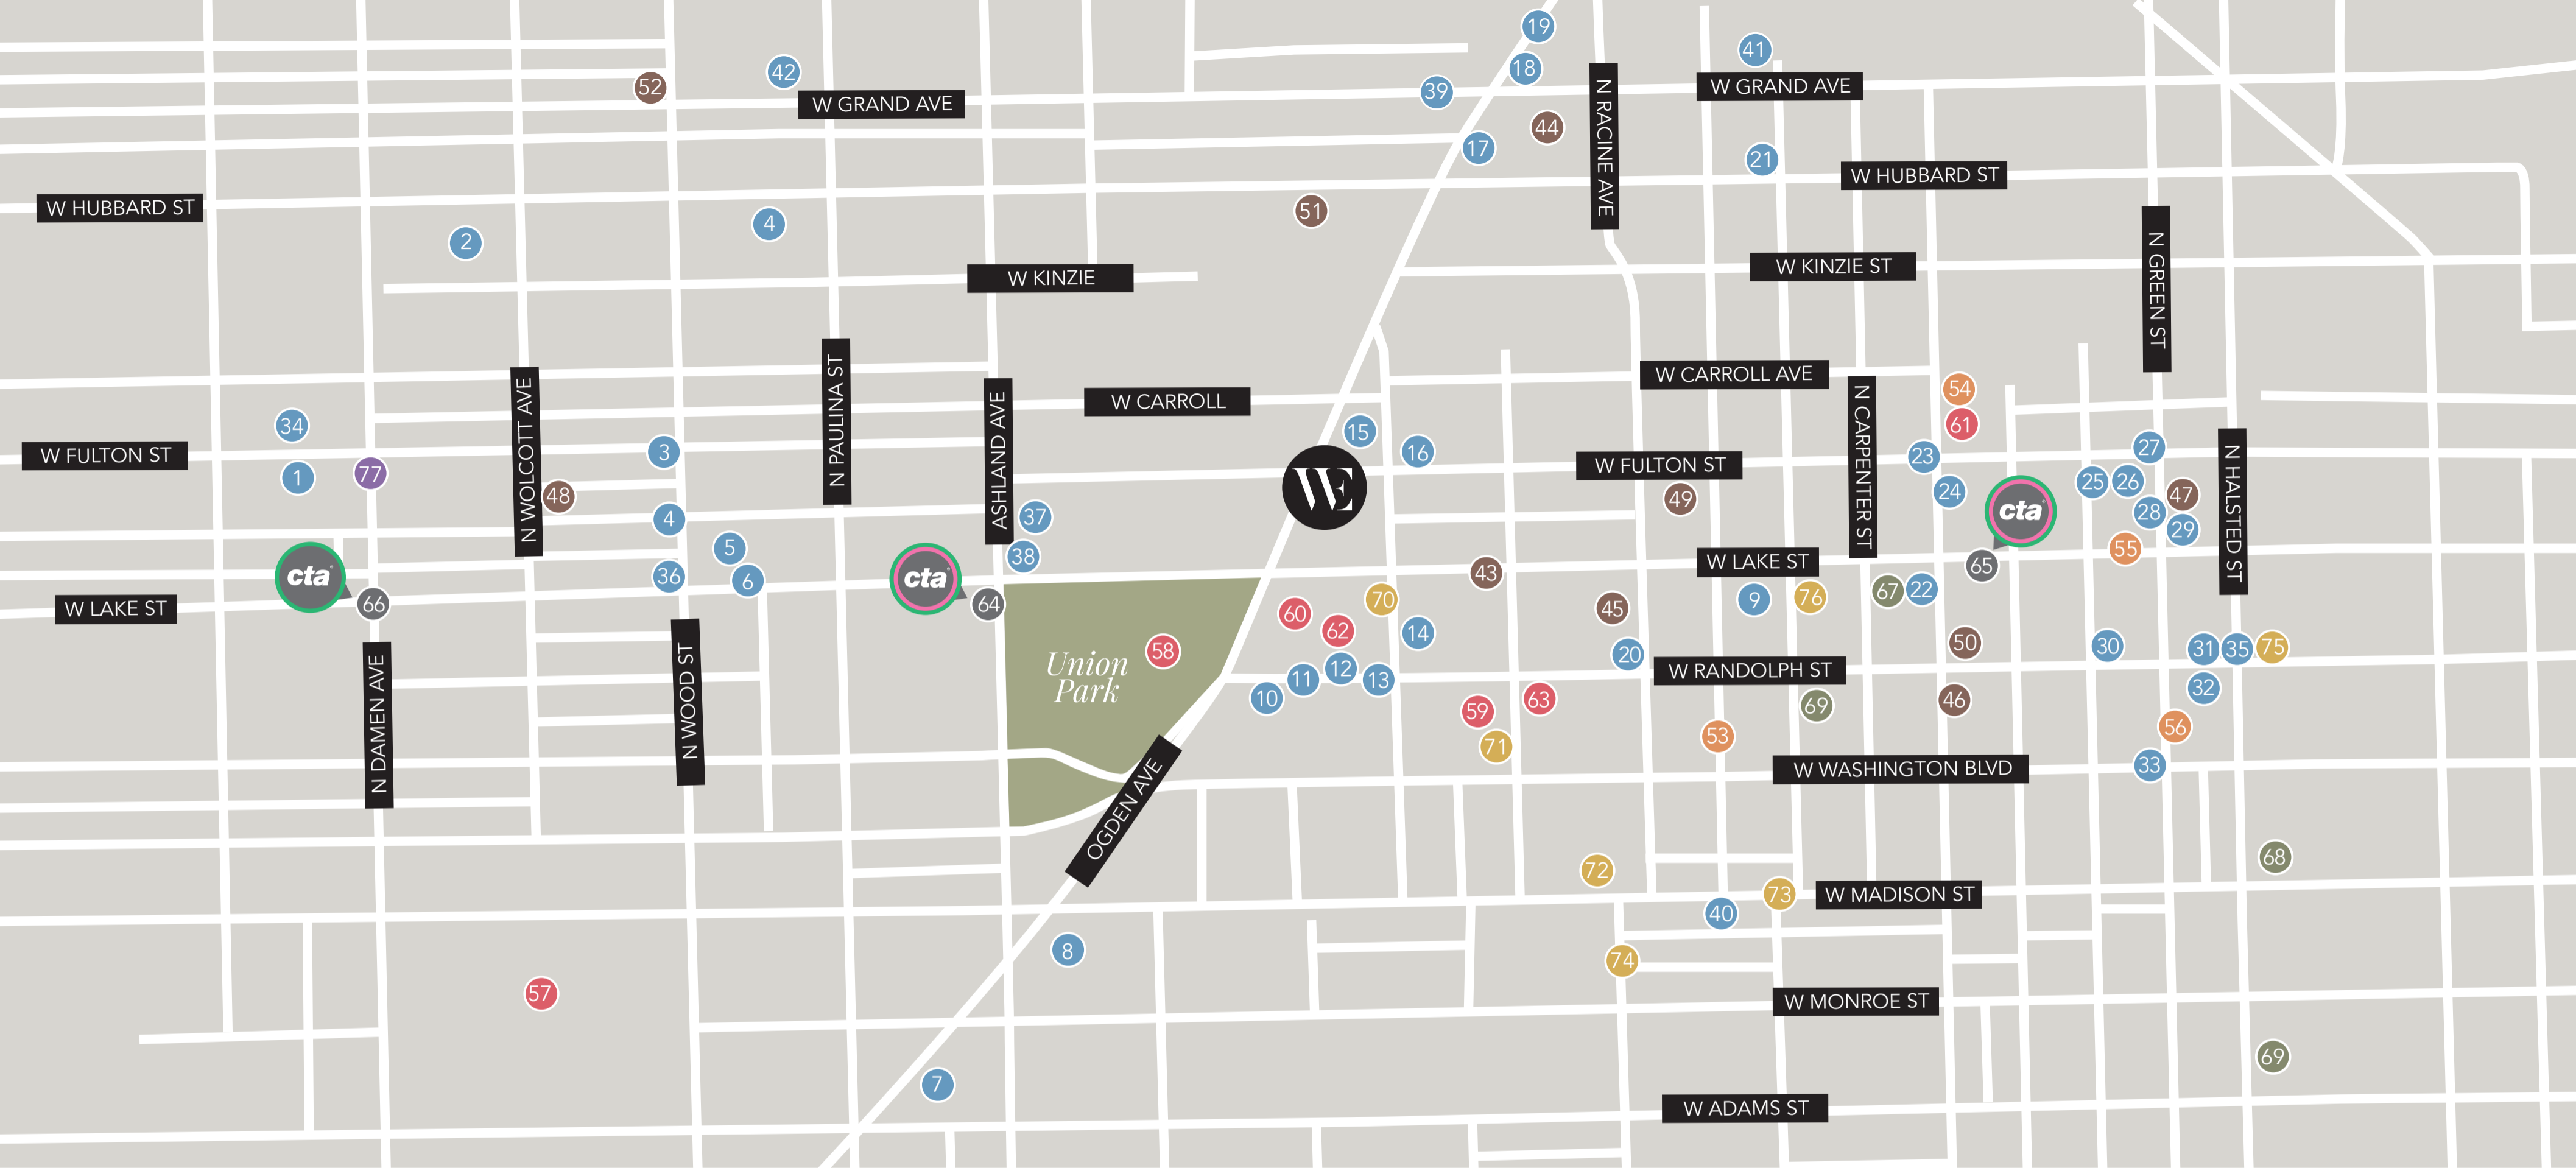 19
41
18
42
W GRAND AVE
52
39
W GRAND AVE
N RACINE AVE
44
17
21
W HUBBARD ST
W HUBBARD ST
51
4
2
N GREEN ST
W KINZIE
W KINZIE ST
W CARROLL AVE
54
W CARROLL
34
61
15
N WOLCOTT AVE
N PAULINA ST
ASHLAND AVE
N CARPENTER ST
N HALSTED ST
27
W FULTON ST
3
16
23
W FULTON ST
77
1
WE
25
26
24
47
48
49
cta
28
37
4
29
5
55
38
W LAKE ST
65
43
cta
cta
36
6
22
67
76
9
70
66
64
W LAKE ST
45
60
62
14
50
30
31
35
75
58
20
Union
Park
W RANDOLPH ST
12
11
13
32
10
63
46
69
59
N DAMEN AVE
N WOOD ST
56
53
71
33
W WASHINGTON BLVD
OGDEN AVE
68
72
73
W MADISON ST
40
8
74
57
W MONROE ST
69
7
W ADAMS ST